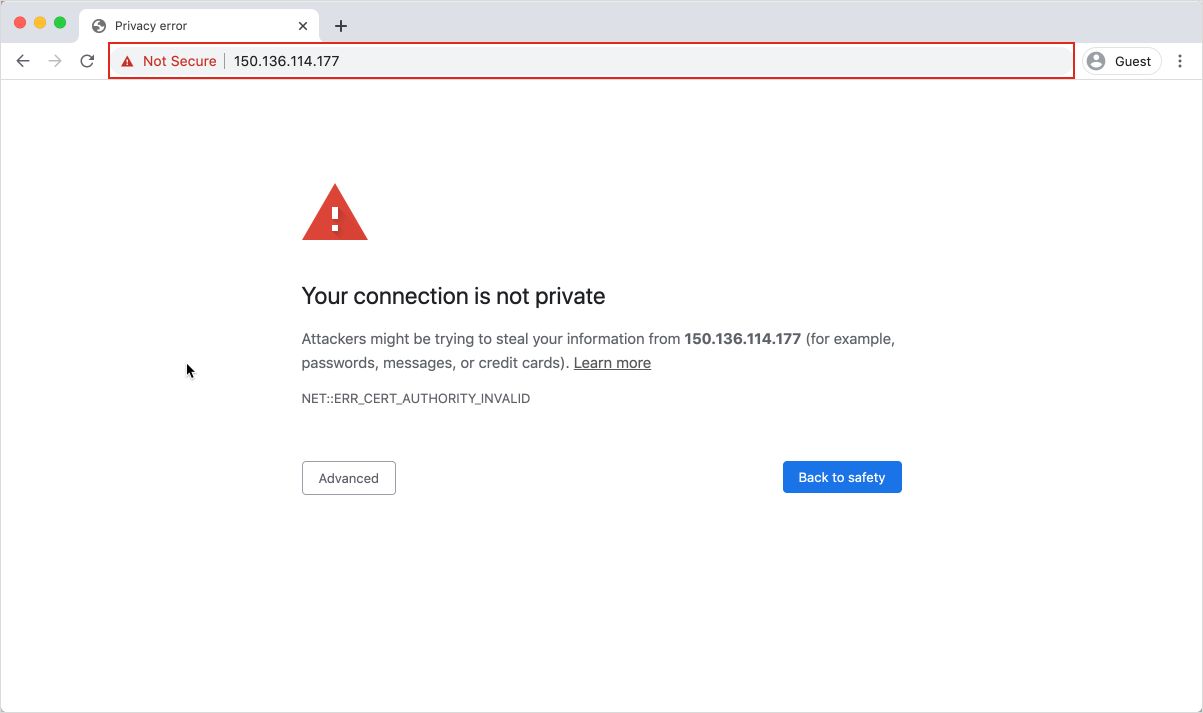 Privacy error
Not Secure 150.136.114.177 Guest
Your connection is not private
Attackers might be trying to steal your information from 150.136.114.177 (for example,
passwords, messages, or credit cards). Learn more
NET::ERR_CERT_AUTHORITY_INVALID
Advanced Back to safety